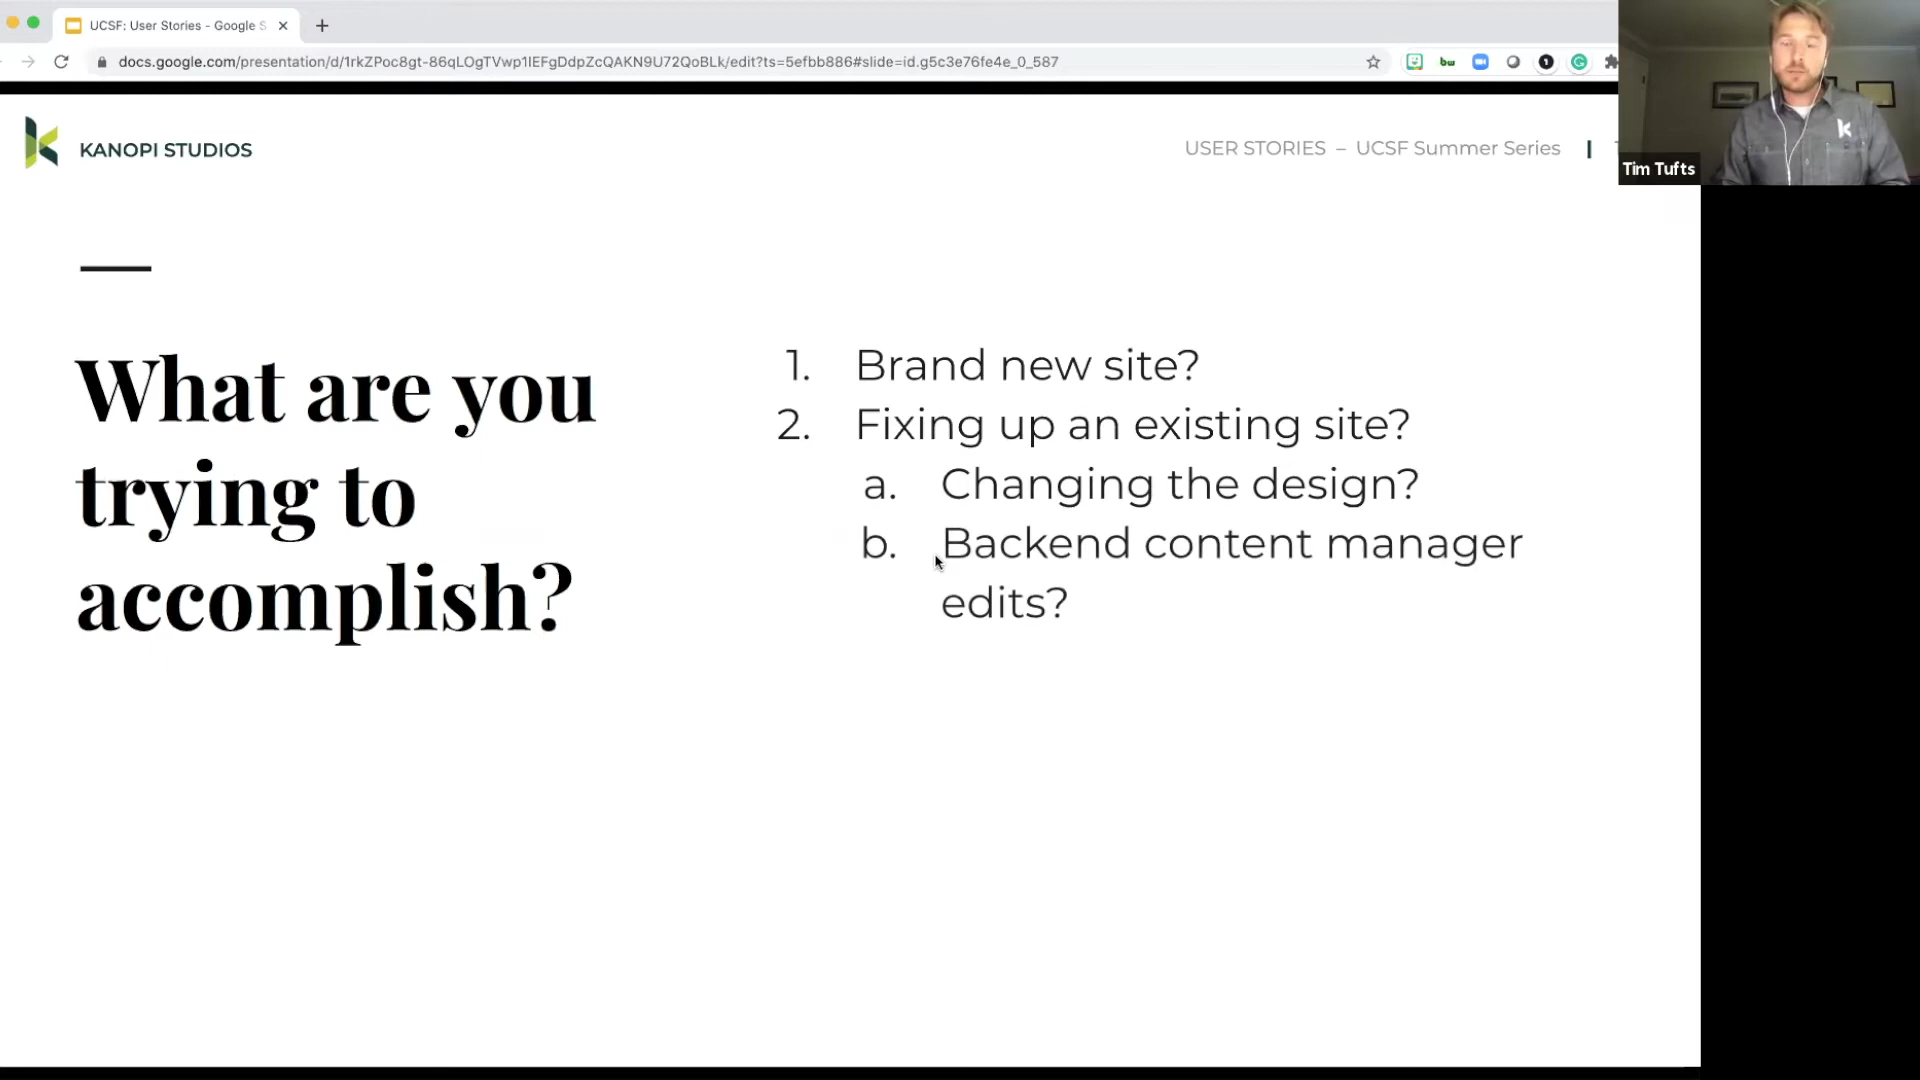 UCSF: User Stories - Google S
docs.google.com/presentation/d/1rkZPoc8gt-86qLOgTVwp1IEFgDdpZcQAKN9U72QoBLk/edit?ts=5efbb886#slide=id.g5c3e76fe4e_0_587
bw
KANOPI STUDIOS
USER STORIES – UCSF Summer Series
Tim Tufts
What are you
trying to
accomplish?
1. Brand new site?
2. Fixing up an existing site?
a. Changing the design?
b. Backend content manager
edits?